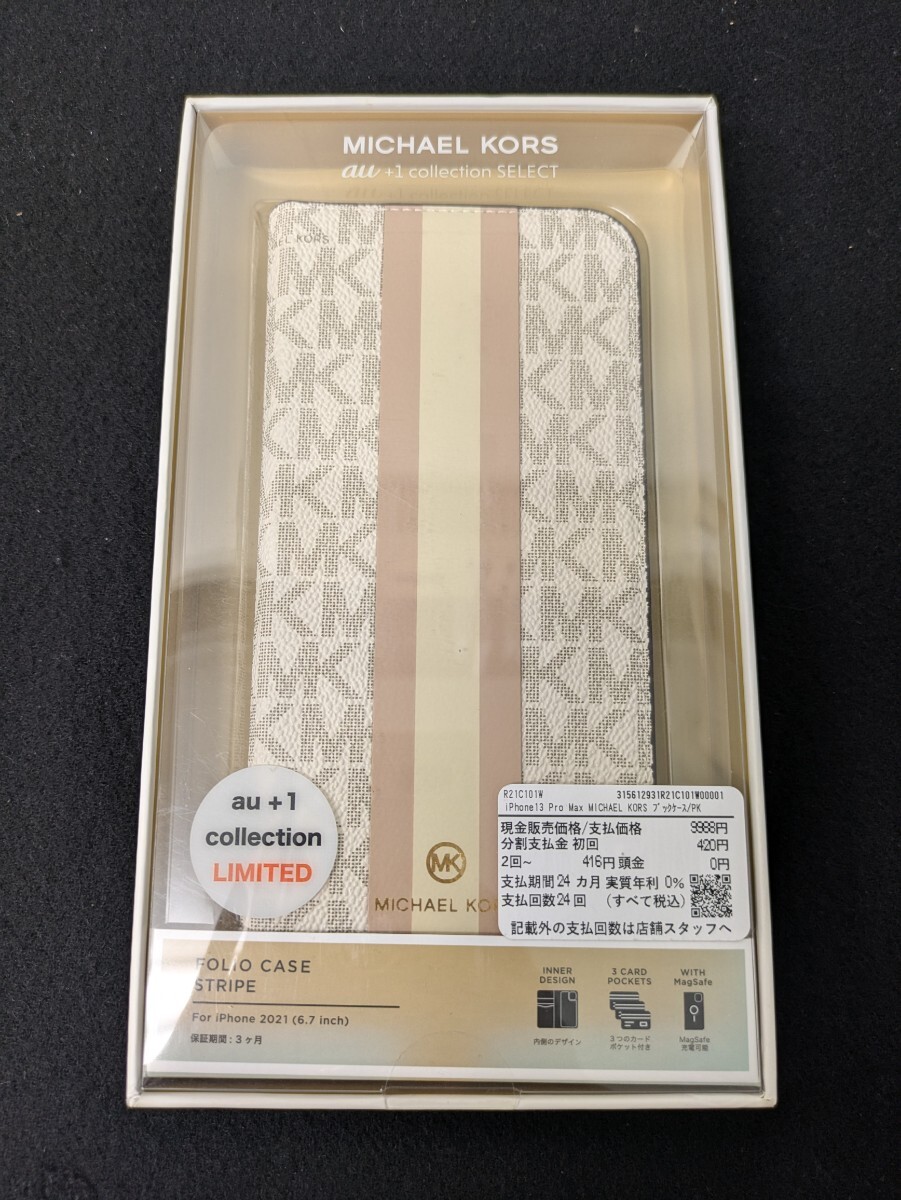 MICHAEL KORS
au +1 collection SELECT
MICHAEL KORS
au +1
collection
LIMITED
R21C101W 315612931R21C101W00001
iPhone13 Pro Max MICHAEL KORS ブックケース/PK
現金販売価格/支払価格 9988円
分割支払金 初回 420円
2回~ 416円 頭金 0円
支払期間24 カ月 実質年利 0%
支払回数24 回 (すべて税込)
記載外の支払回数は店舗スタッフへ
FOLIO CASE
STRIPE
For iPhone 2021 (6.7 inch)
保証期間:3ヶ月
INNER
DESIGN
内側のデザイン
3 CARD
POCKETS
3つのカード
ポケット付き
WITH
MagSafe
MagSafe
充電可能